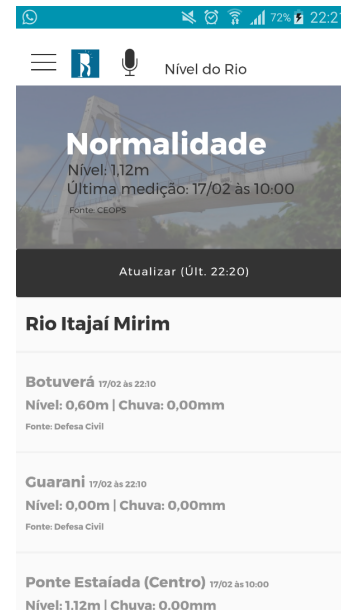 72% 22:21
Nível do Rio
Normalidade
Nível: 1,12m
Última medição: 17/02 às 10:00
Fonte: CEOPS
Atualizar (Últ. 22:20)
Rio Itajaí Mirim
Botuverá 17/02 às 22:10
Nível: 0,60m | Chuva: 0,00mm
Fonte: Defesa Civil
Guarani 17/02 às 22:10
Nível: 0,00m | Chuva: 0,00mm
Fonte: Defesa Civil
Ponte Estaíada (Centro) 17/02 às 10:00
Nível: 1,12m | Chuva: 0,00mm